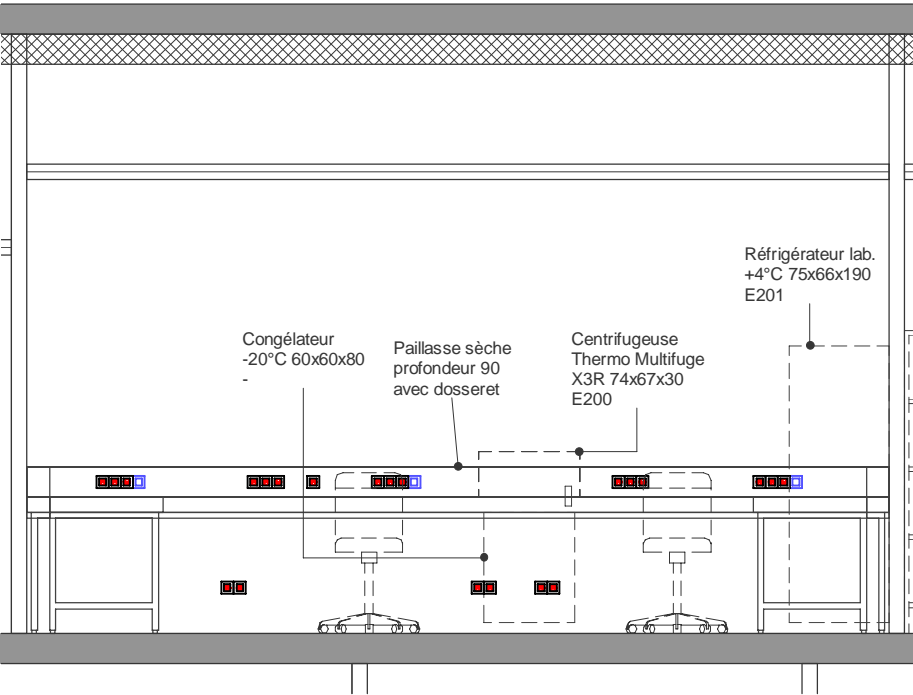 Réfrigérateur lab.
+4°C 75x66x190
E201
Congélateur
-20°C 60x60x80
-
Paillasse sèche
profondeur 90
avec dosseret
Centrifugeuse
Thermo Multifuge
X3R 74x67x30
E200